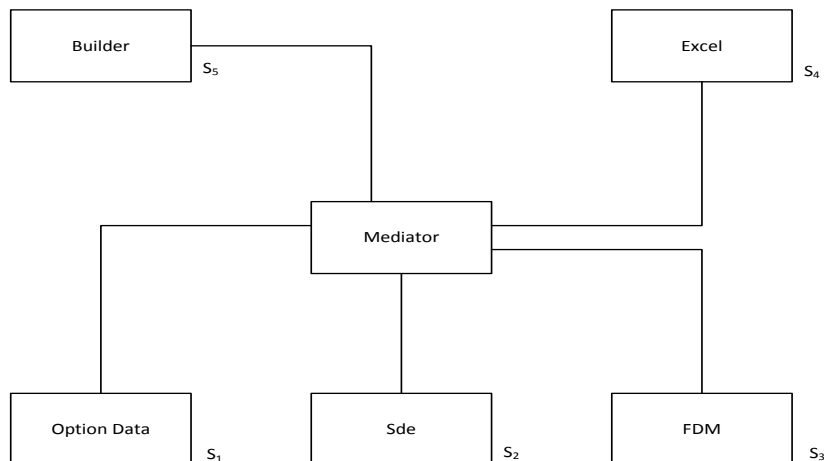 Builder
S₅
Excel
S₄
Mediator
Option Data
S₁
Sde
S₂
FDM
S₃